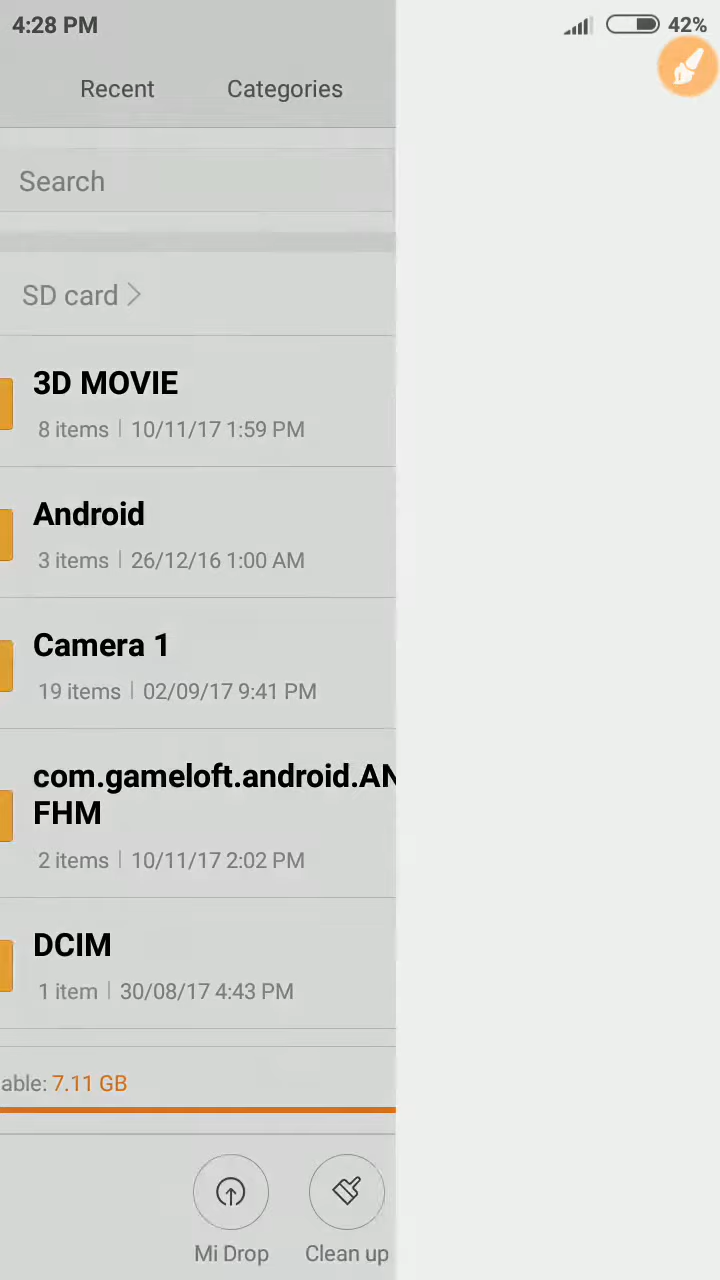 4:28 PM
42%
Recent
Categories
Search
SD card
3D MOVIE
8 items | 10/11/17 1:59 PM
Android
3 items | 26/12/16 1:00 AM
Camera 1
19 items | 02/09/17 9:41 PM
com.gameloft.android.AN
FHM
2 items | 10/11/17 2:02 PM
DCIM
1 item | 30/08/17 4:43 PM
able: 7.11 GB
Mi Drop
Clean up